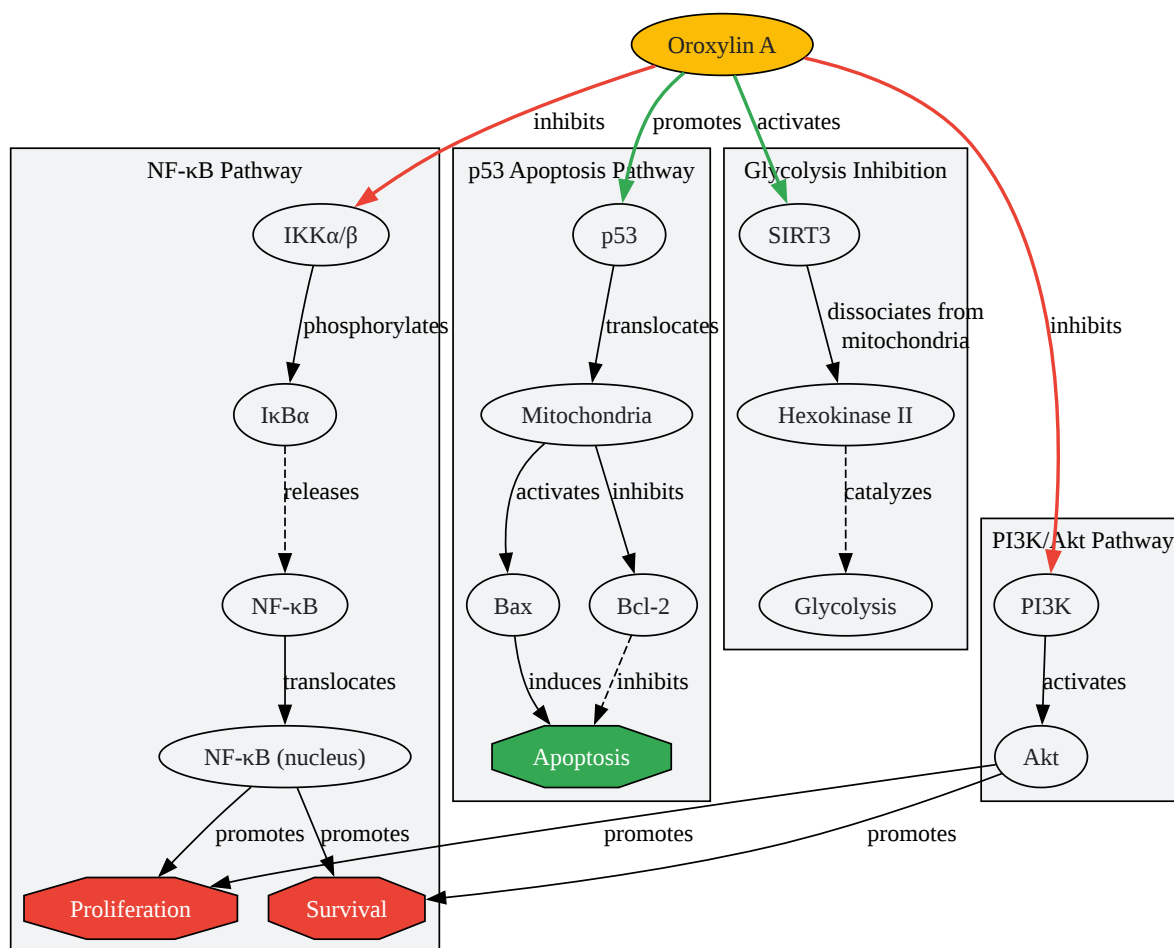 Oroxylin A
inhibits
promotes
activates
NF-κB Pathway
p53 Apoptosis Pathway
Glycolysis Inhibition
IKKα/β
p53
SIRT3
phosphorylates
translocates
dissociates from
mitochondria
inhibits
IκBα
Mitochondria
Hexokinase II
releases
activates
inhibits
catalyzes
PI3K/Akt Pathway
NF-κB
Bax
Bcl-2
Glycolysis
PI3K
translocates
induces
inhibits
activates
NF-κB (nucleus)
Apoptosis
Akt
promotes
promotes
promotes
promotes
Proliferation
Survival